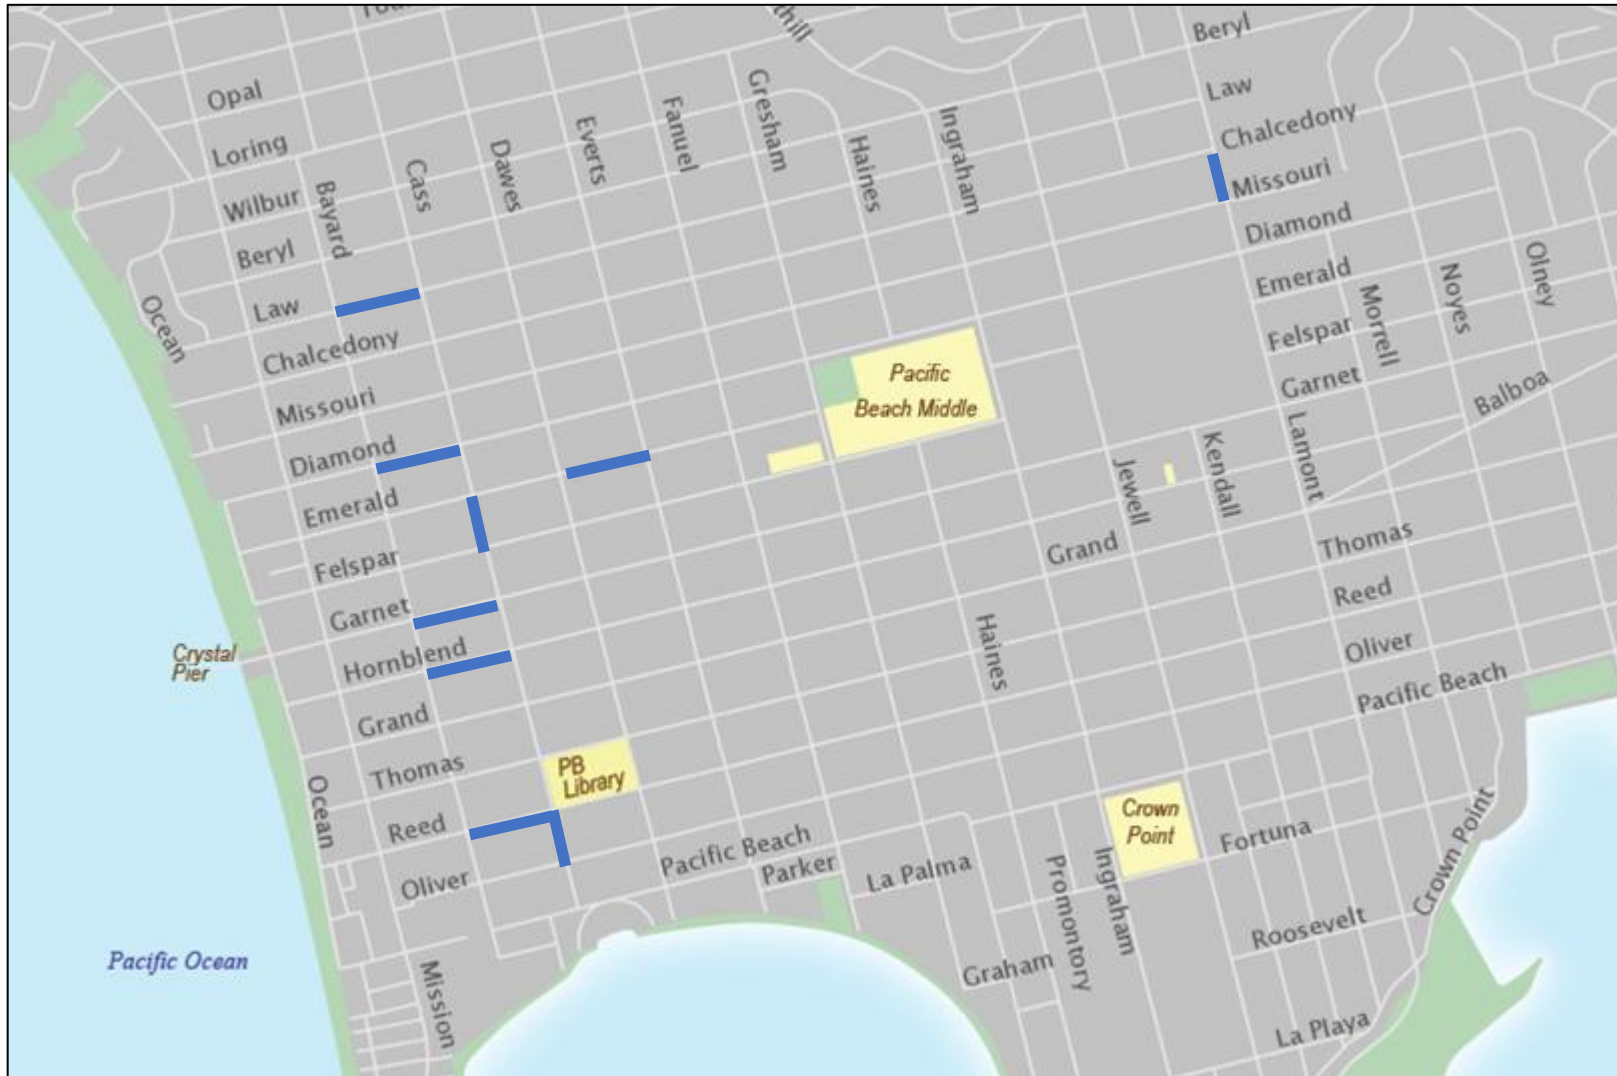 Beryl
Law
Chalcedony
Missouri
Diamond
Emerald
Felspar
Garnet
Balboa
Thomas
Reed
Oliver
Pacific Beach
Opal
Loring
Wilbur
Beryl
Law
Chalcedony
Missouri
Diamond
Emerald
Felspar
Garnet
Hornblend
Grand
Thomas
Reed
Oliver
Ocean
Bayard
Cass
Dawes
Everts
Fanuel
Gresham
Haines
Ingraham
Morrell
Noyes
Olney
Lamont
Kendall
Jewell
Grand
Haines
Pacific
Beach Middle
Crystal
Pier
PB
Library
Ocean
Pacific Beach
Parker
La Palma
Crown
Point
Fortuna
Crown Point
Promontory
Ingraham
Roosevelt
Graham
La Playa
Mission
Pacific Ocean